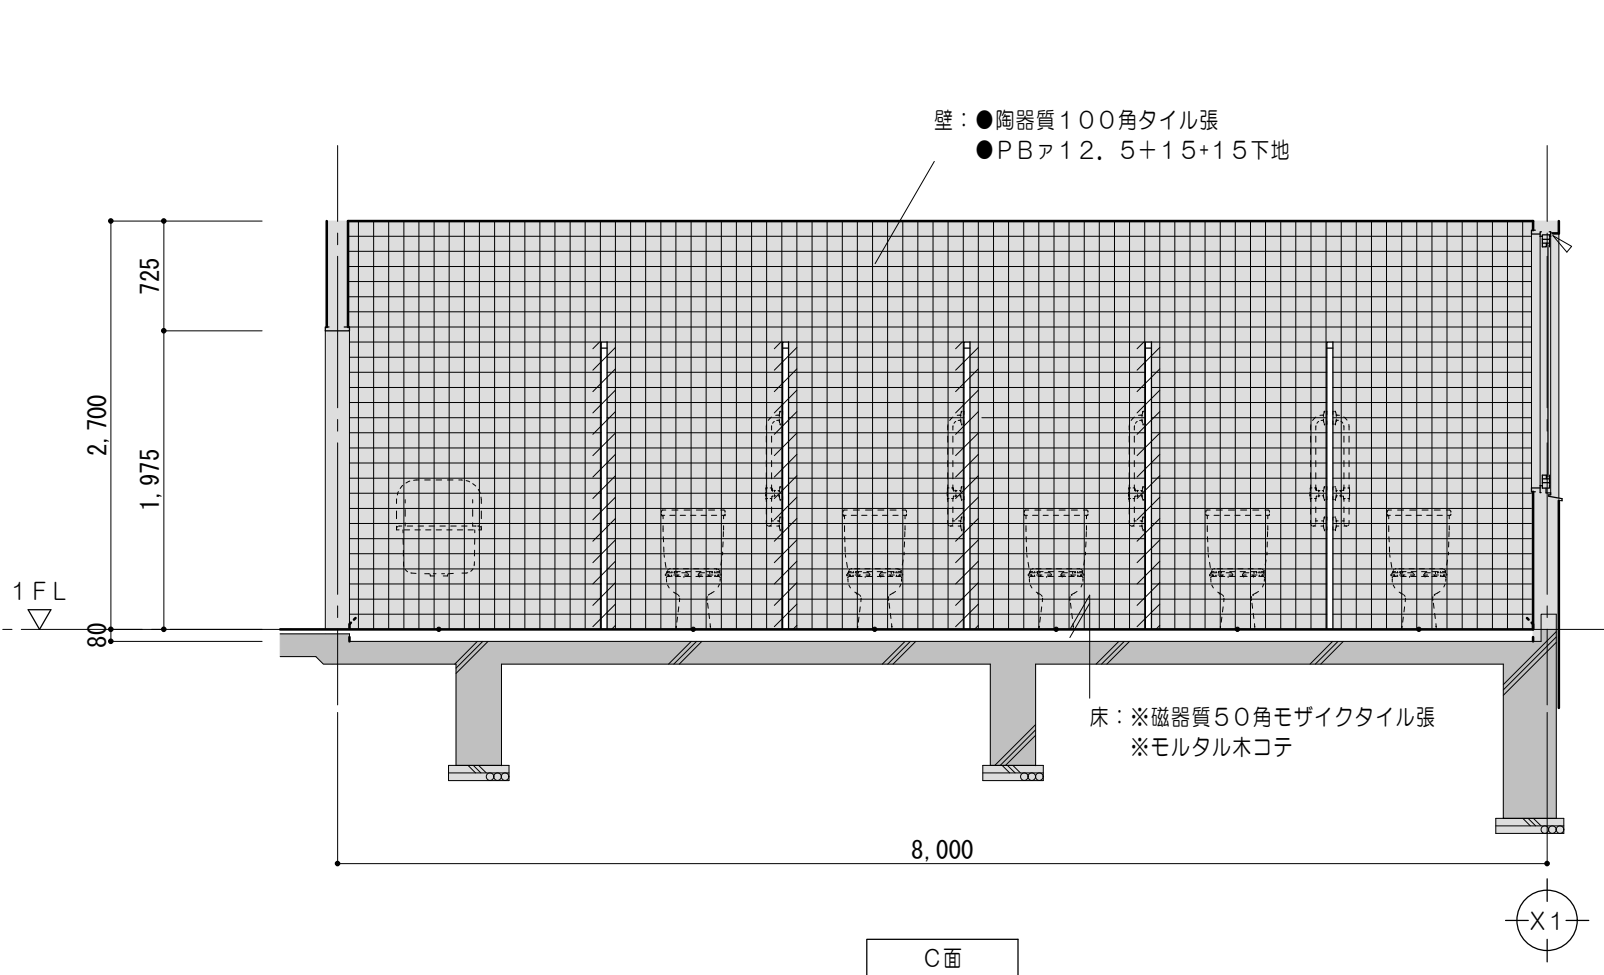 壁：●陶器質１００角タイル張
●ＰＢァ１２．５＋１５+１５下地
725
2,700
1,975
１ＦＬ
80
床：※磁器質５０角モザイクタイル張
※モルタル木コテ
8,000
X1
Ｃ面